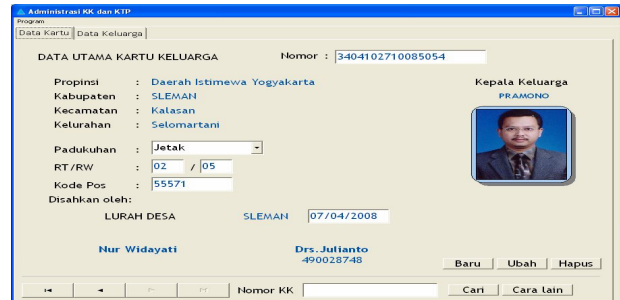 Administrasi KK dan KTP
Program
Data Kartu Data Keluarga
DATA UTAMA KARTU KELUARGA Nomor : 3404102710085054
Propinsi : Daerah Istimewa Yogyakarta Kepala Keluarga
Kabupaten : SLEMAN PRAMONO
Kecamatan : Kalasan
Kelurahan : Selomartani
Padukuhan : Jetak
RT/RW : 02 / 05
Kode Pos : 55571
Disahkan oleh:
LURAH DESA SLEMAN 07/04/2008
Nur Widayati Drs.Julianto
490028748
Baru Ubah Hapus
Nomor KK Cari Cara lain